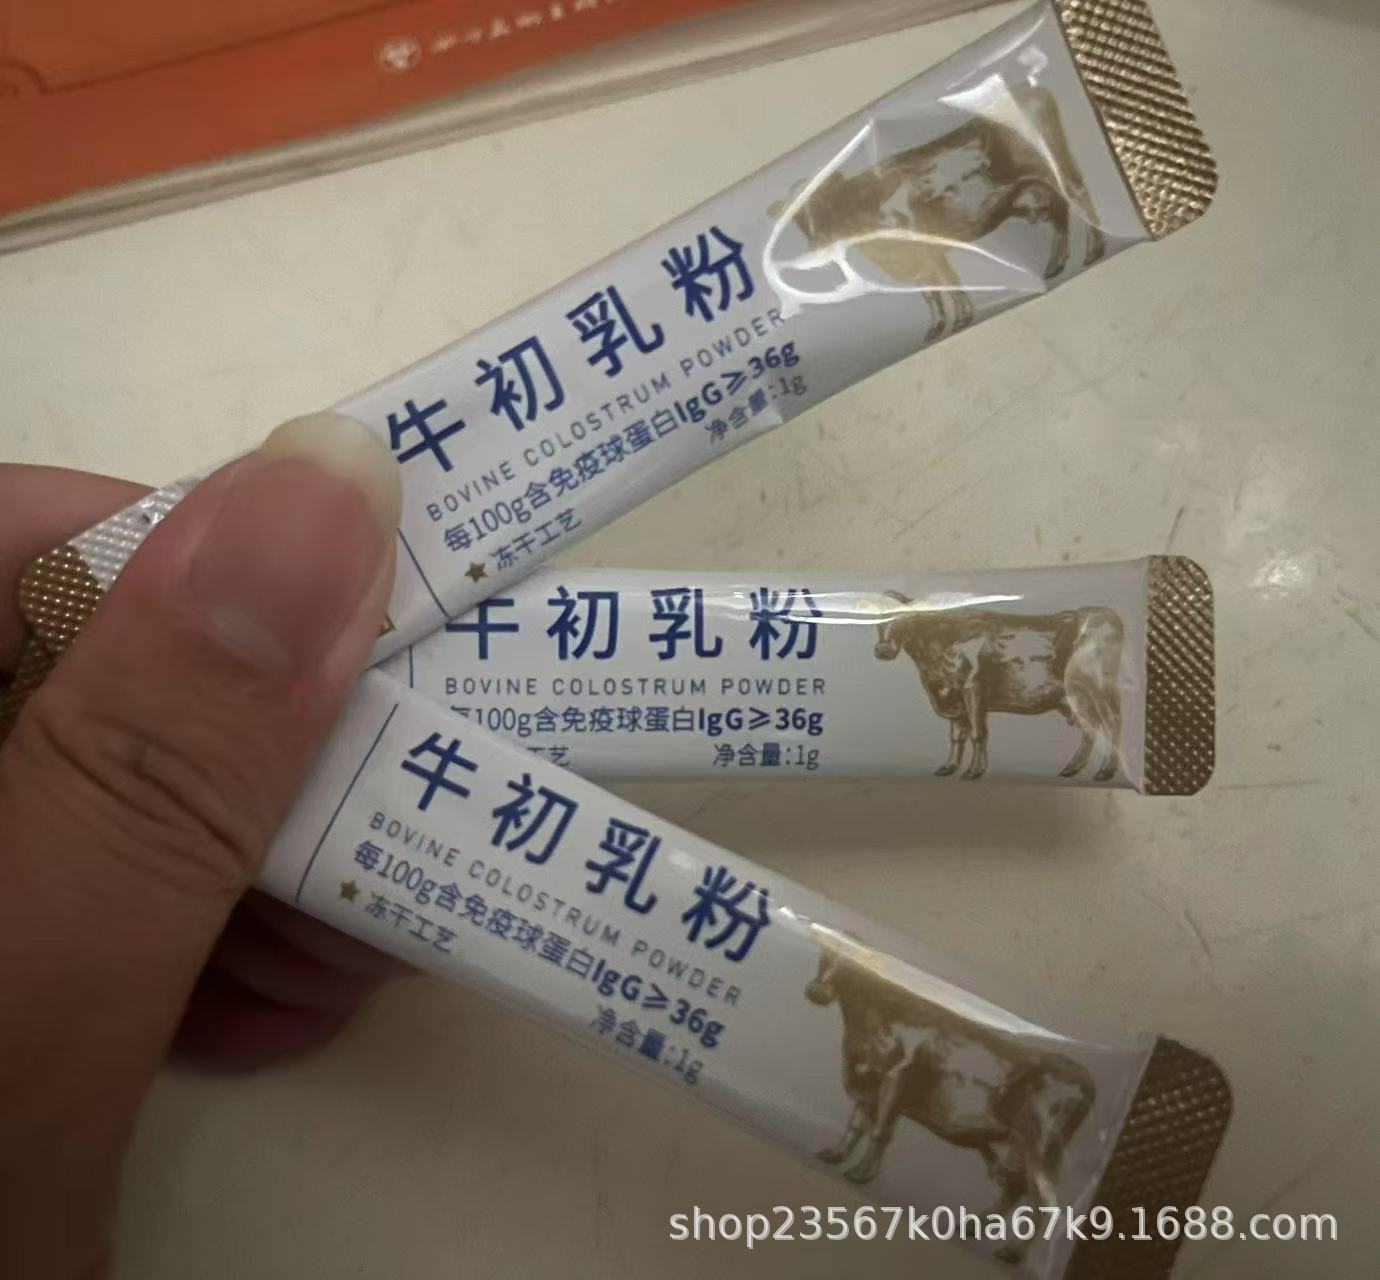 牛初乳粉
BOVINE COLOSTRUM POWDER
每100g含免疫球蛋白IgG≥36g
净含量:1g
★冻干工艺
牛初乳粉
BOVINE COLOSTRUM POWDER
100g含免疫球蛋白IgG≥36g
工艺 净含量:1g
牛初乳粉
BOVINE COLOSTRUM POWDER
每100g含免疫球蛋白IgG≥36g
★冻干工艺
净含量:1g
shop23567k0ha67k9.1688.com